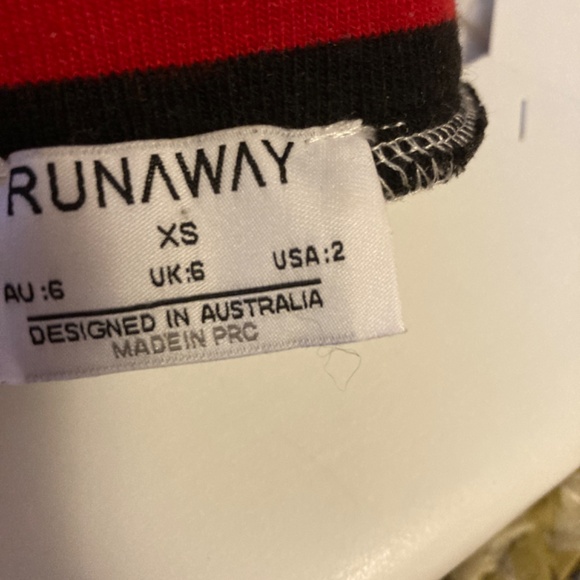 RUNAWAY
XS
AU:6 UK:6 USA:2
DESIGNED IN AUSTRALIA
MADEIN PRC